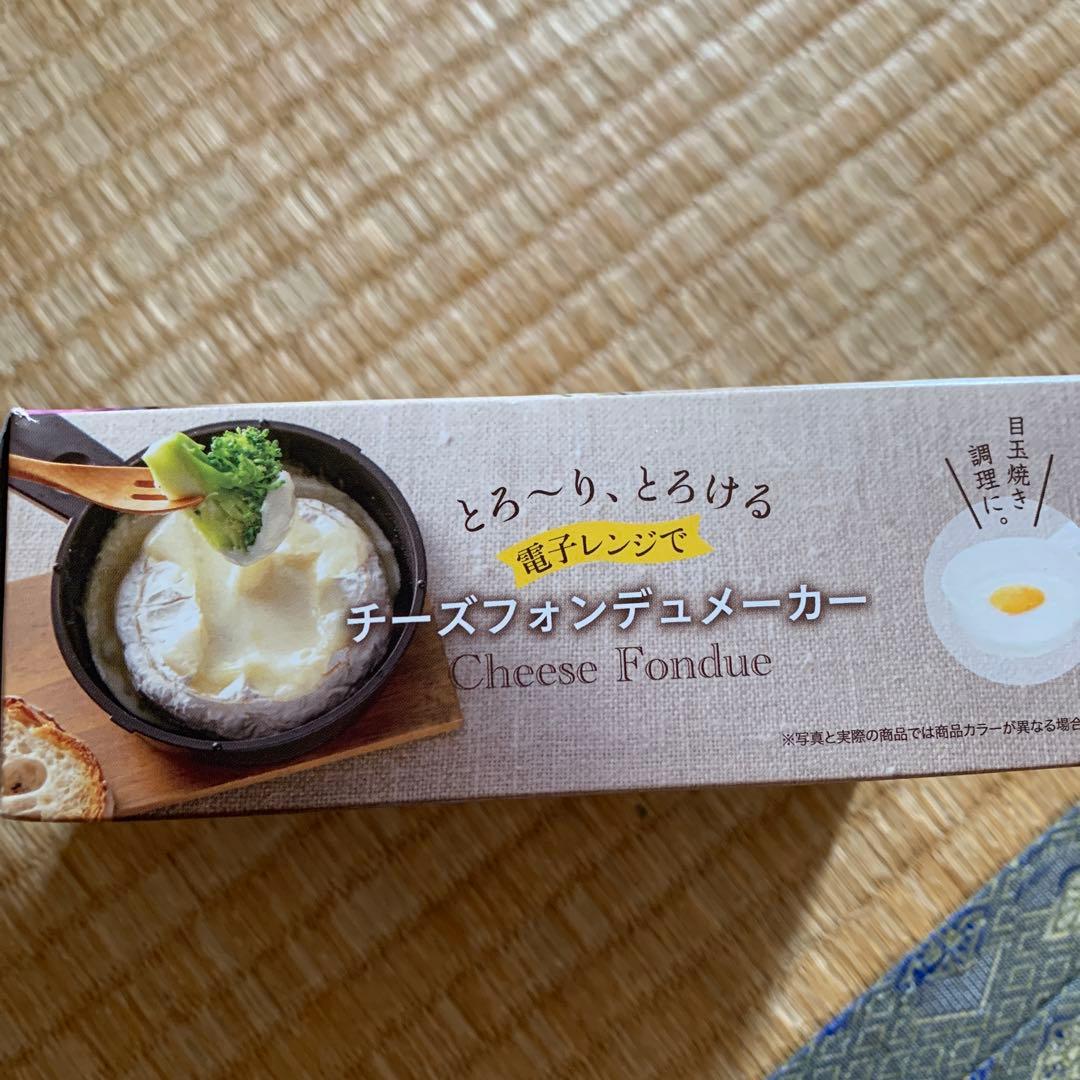 とろ〜り、とろける
電子レンジで
チーズフォンデュメーカー
Cheese Fondue
目玉焼き
調理に。
※写真と実際の商品では商品カラーが異なる場合